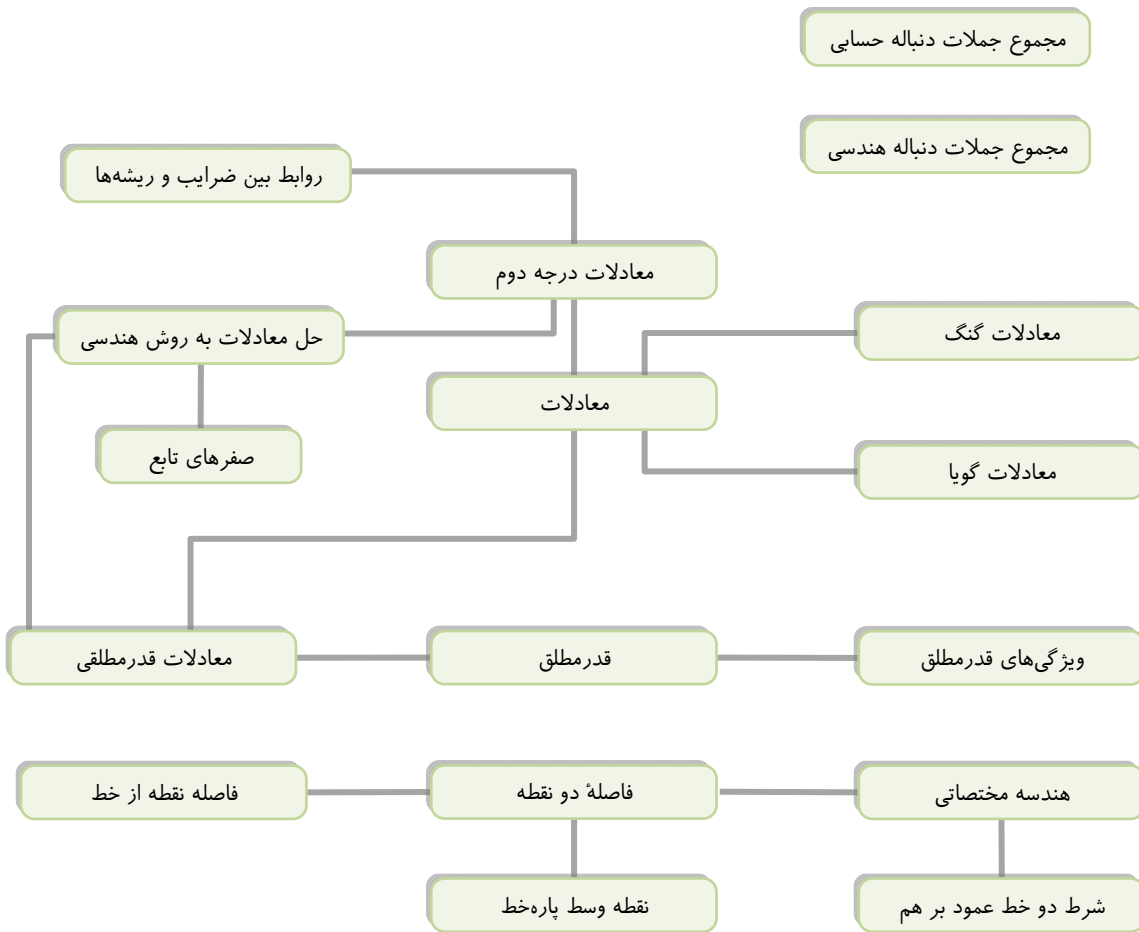 مجموع جملات دنباله حسابی
مجموع جملات دنباله هندسی
روابط بین ضرایب و ریشه‌ها
معادلات درجه دوم
معادلات گنگ
حل معادلات به روش هندسی
معادلات
صفرهای تابع
معادلات گویا
ویژگی‌های قدرمطلق
قدرمطلق
معادلات قدرمطلقی
هندسه مختصاتی
فاصلهٔ دو نقطه
فاصله نقطه از خط
شرط دو خط عمود بر هم
نقطه وسط پاره‌خط